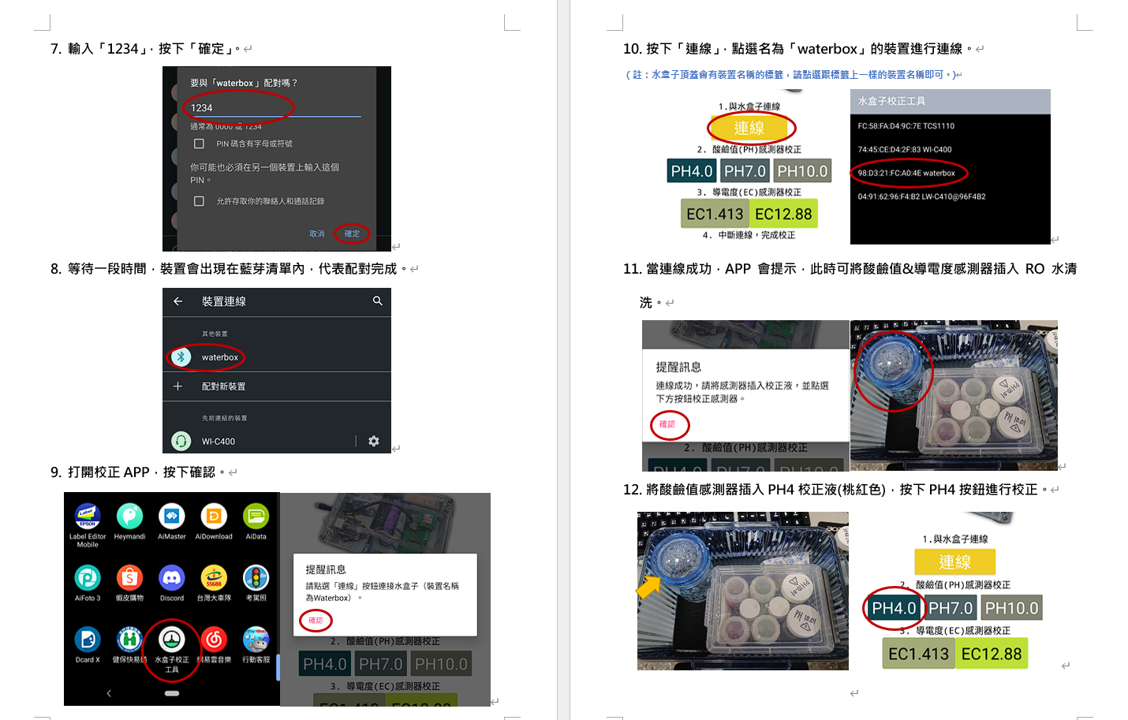 7. 輸入「1234」，按下「確定」。
要與「waterbox」配對嗎？
1234
通常為 0000 或 1234
PIN 碼含有字母或符號
你可能也必須在另一個裝置上輸入這個
PIN。
允許存取你的聯絡人和通話記錄
取消 確定
8. 等待一段時間，裝置會出現在藍芽清單內，代表配對完成。
裝置連線
其他裝置
waterbox
配對新裝置
先前連結的裝置
WI-C400
9. 打開校正 APP，按下確認。
EPSON
Label Editor
Mobile
Heymandi
AiMaster
AiDownload
AiData
AiFoto 3
蝦皮購物
Discord
55688
台灣大車隊
考駕照
Dcard X
健保快易通
水盒子校正
工具
網易雲音樂
行動客服
提醒訊息
請點選「連線」按鈕連接水盒子（裝置名稱
為Waterbox）。
確認
2. 酸鹼值(PH)感測器校正
PH4.0 PH7.0 PH10.0
3. 導電度(EC)感測器校正
EC1.413 EC12.88
10. 按下「連線」，點選名為「waterbox」的裝置進行連線。
（註：水盒子頂蓋會有裝置名稱的標籤，請點選跟標籤上一樣的裝置名稱即可。）
1.與水盒子連線
連線
2. 酸鹼值(PH)感測器校正
PH4.0 PH7.0 PH10.0
3. 導電度(EC)感測器校正
EC1.413 EC12.88
4. 中斷連線，完成校正
水盒子校正工具
FC:58:FA:D4:9C:7E TCS1110
74:45:CE:D4:2F:83 WI-C400
98:D3:21:FC:A0:4E waterbox
04:91:62:96:F4:B2 LW-C410@96F4B2
11. 當連線成功，APP 會提示，此時可將酸鹼值&導電度感測器插入 RO 水清
洗。
提醒訊息
連線成功，請將感測器插入校正液，並點選
下方按鈕校正感測器。
確認
2. 酸鹼值(PH)感測器校正
PH4.0 PH7.0 PH10.0
12. 將酸鹼值感測器插入 PH4 校正液(桃紅色)，按下 PH4 按鈕進行校正。
1.與水盒子連線
連線
2. 酸鹼值(PH)感測器校正
PH4.0 PH7.0 PH10.0
3. 導電度(EC)感測器校正
EC1.413 EC12.88